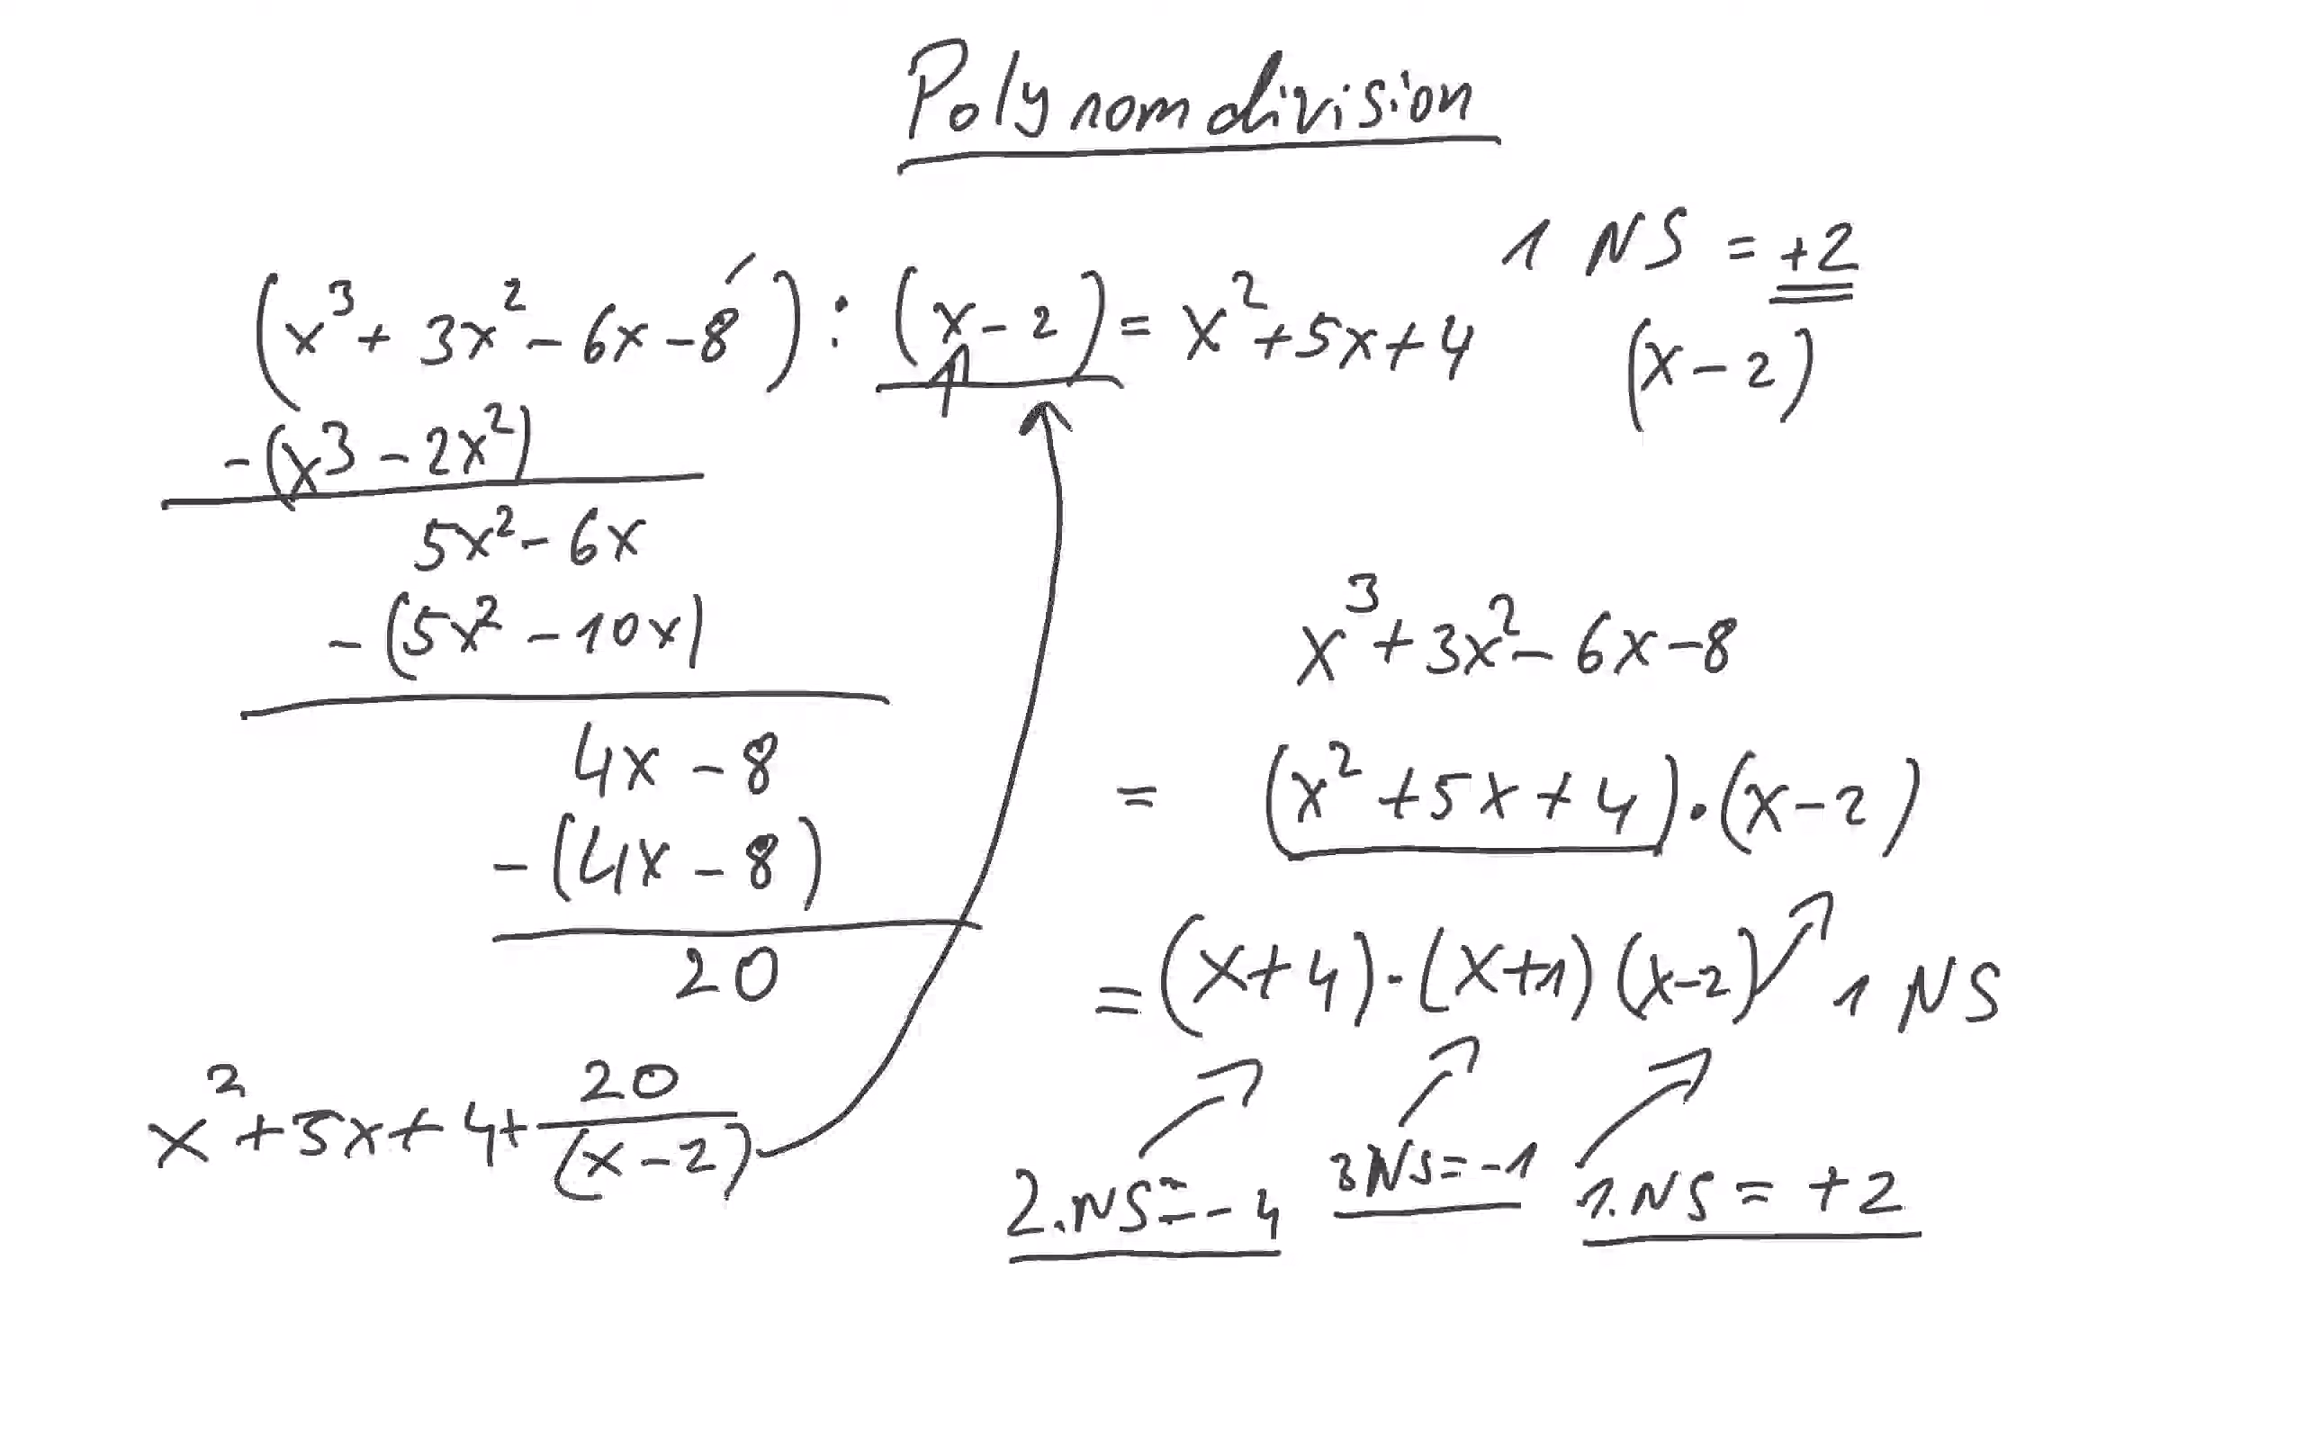 Polynomdivision
1 NS = +2
(x³ + 3x² - 6x - 8) : (x - 2) = x² + 5x + 4
(x - 2)
-(x³ - 2x²)
5x² - 6x
-(5x² - 10x)
4x - 8
-(4x - 8)
20
x² + 5x + 4 + 20/(x - 2)
x³ + 3x² - 6x - 8
= (x² + 5x + 4) · (x - 2)
= (x + 4) · (x + 1) (x - 2) 1 NS
2. NS = -4 3 NS = -1 1. NS = +2